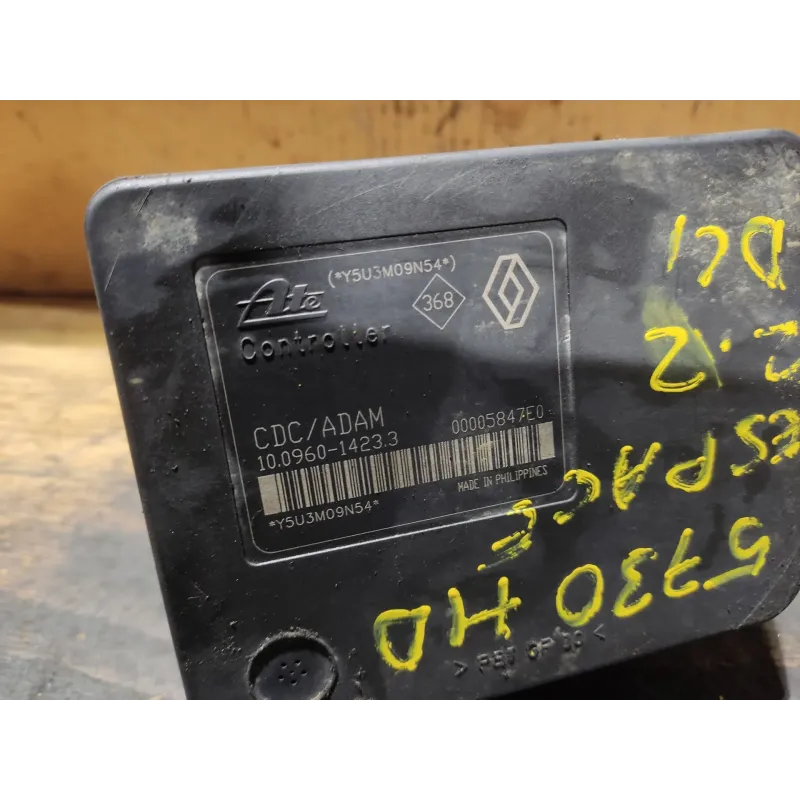 (*Y5U3M09N54*)
Ate
368
Controller
CDC/ADAM
00005847E0
10.0960-1423.3
MADE IN PHILIPPINES
*Y5U3M09N54*
DCI
2.2
ESPACE
5730 HD